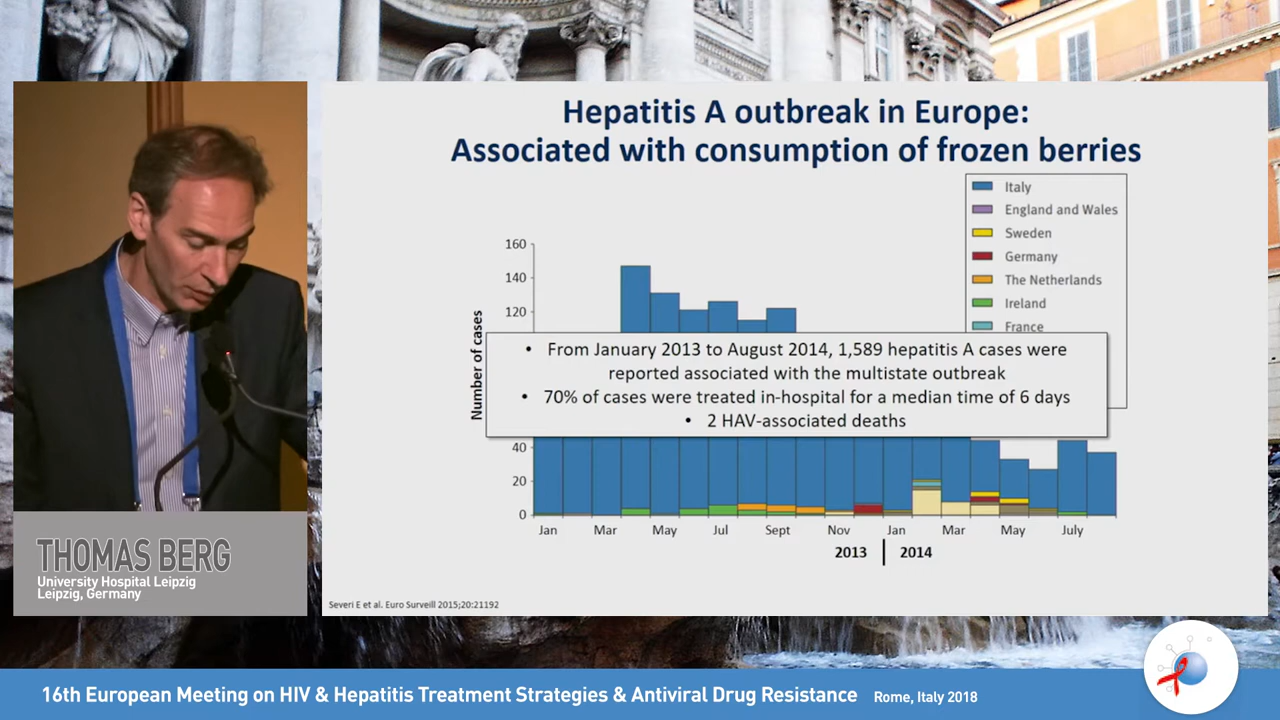 Hepatitis A outbreak in Europe:
Associated with consumption of frozen berries
Italy
England and Wales
Sweden
Germany
The Netherlands
Ireland
France
160
140
120
Number of cases
• From January 2013 to August 2014, 1,589 hepatitis A cases were
reported associated with the multistate outbreak
• 70% of cases were treated in-hospital for a median time of 6 days
• 2 HAV-associated deaths
40
20
0
Jan Mar May Jul Sept Nov Jan Mar May July
2013 2014
Severi E et al. Euro Surveill 2015;20:21192
THOMAS BERG
University Hospital Leipzig
Leipzig, Germany
16th European Meeting on HIV & Hepatitis Treatment Strategies & Antiviral Drug Resistance Rome, Italy 2018